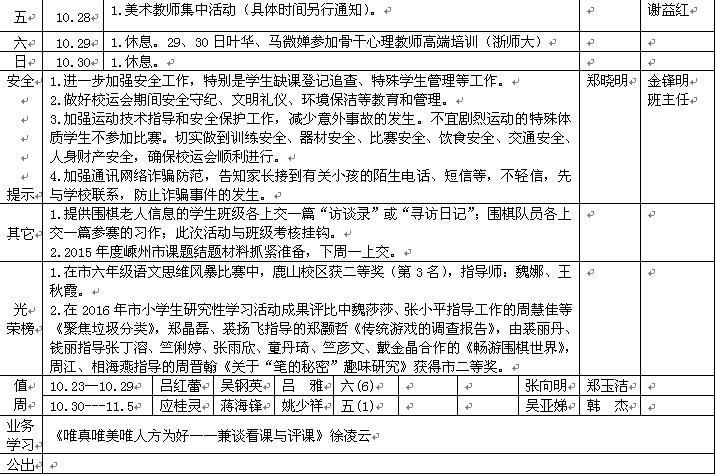 五 10.28 1.美术教师集中活动（具体时间另行通知）。 谢益红
六 10.29 1.休息。29、30日叶华、马微婵参加骨干心理教师高端培训（浙师大）
日 10.30 1.休息。
安全 1.进一步加强安全工作，特别是学生缺课登记追查、特殊学生管理等工作。 郑晓明 金锋明
2.做好校运会期间安全守纪、文明礼仪、环境保洁等教育和管理。 班主任
3.加强运动技术指导和安全保护工作，减少意外事故的发生。不宜剧烈运动的特殊体
质学生不参加比赛。切实做到训练安全、器材安全、比赛安全、饮食安全、交通安全、
人身财产安全，确保校运会顺利进行。
4.加强通讯网络诈骗防范，告知家长接到有关小孩的陌生电话、短信等，不轻信，先
提示 与学校联系，防止诈骗事件的发生。
1.提供围棋老人信息的学生班级各上交一篇“访谈录”或“寻访日记”；围棋队员各上
其它 交一篇参赛的习作；此次活动与班级考核挂钩。
2.2015年度嵊州市课题结题材料抓紧准备，下周一上交。
1.在市六年级语文思维风暴比赛中，鹿山校区获二等奖（第3名），指导师：魏娜、王
秋霞。
光 2.在2016年市小学生研究性学习活动成果评比中魏莎莎、张小平指导工作的周慧佳等
荣榜 《聚焦垃圾分类》，郑晶磊、裘扬飞指导的郑颢哲《传统游戏的调查报告》，由裘丽丹、
钱丽指导张丁溶、竺俐婷、张雨欣、童丹琦、竺彦文、戴金晶合作的《畅游围棋世界》，
周江、相海燕指导的周晋翰《关于“笔的秘密”趣味研究》获得市二等奖。
值 10.23—10.29 吕红蕾 吴钢英 吕 雅 六(6) 张向明 郑玉洁
周 10.30---11.5 应桂灵 蒋海锋 姚少祥 五(1) 吴亚娣 韩 杰
业务
学习 《唯真唯美唯人方为好——兼谈看课与评课》徐凌云
公出